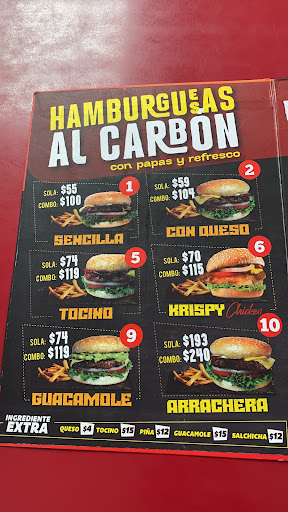 HAMBURGUESAS
AL CARBÓN
con papas y refresco
1
SOLA: $55
COMBO: $100
SENCILLA
2
SOLA: $59
COMBO: $104
CON QUESO
5
SOLA: $74
COMBO: $119
TOCINO
6
SOLA: $70
COMBO: $115
KRISPY Chicken
9
SOLA: $74
COMBO: $119
GUACAMOLE
10
SOLA: $193
COMBO: $240
ARRACHERA
INGREDIENTE
EXTRA
QUESO $4 TOCINO $15 PIÑA $12 GUACAMOLE $15 SALCHICHA $12